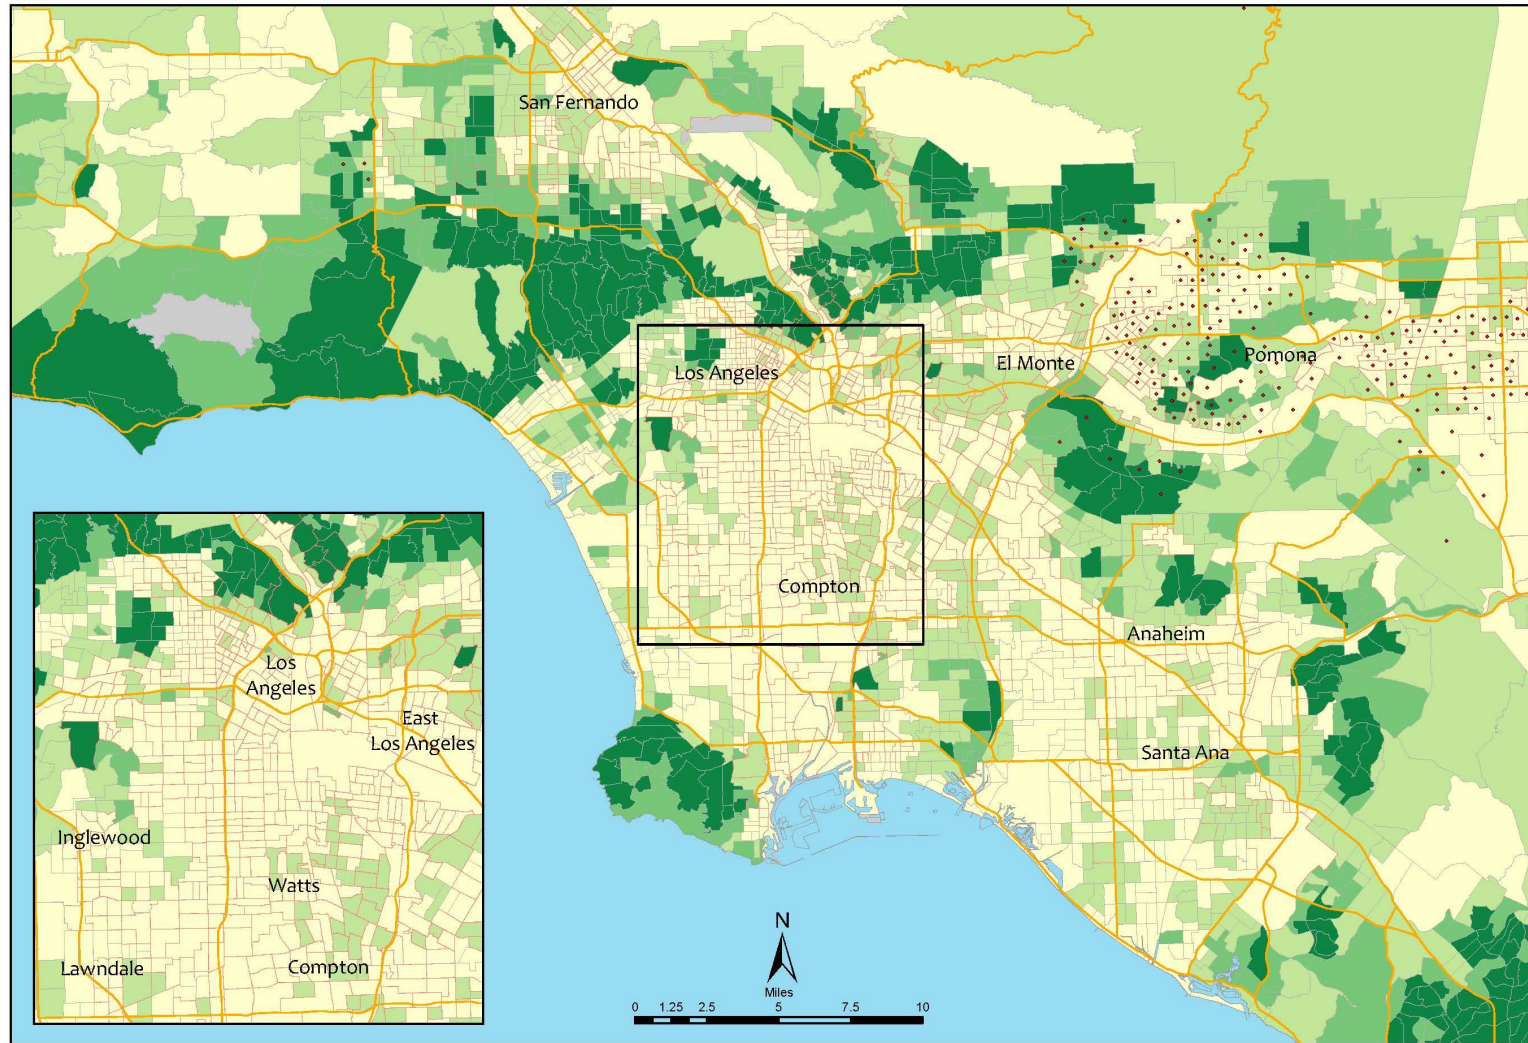 San Fernando
Los Angeles
El Monte
Pomona
Compton
Anaheim
Santa Ana
Los
Angeles
East
Los Angeles
Inglewood
Watts
Lawndale
Compton
N
Miles
0 1.25 2.5 5 7.5 10